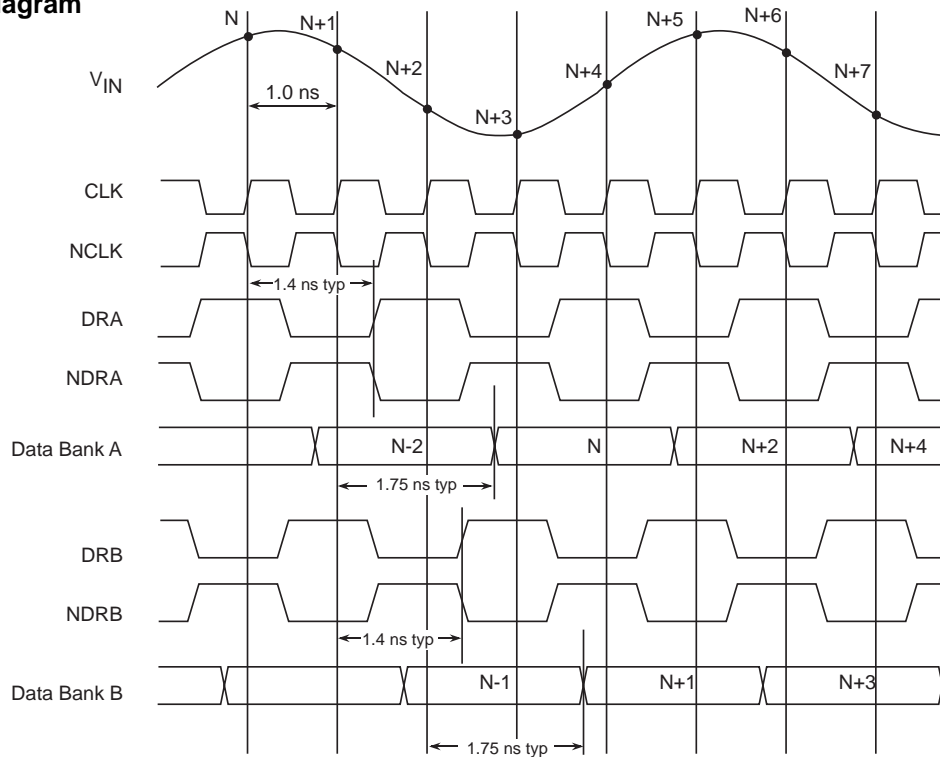 agram
N
N+1
N+2
N+3
N+4
N+5
N+6
N+7
VIN
1.0 ns
CLK
NCLK
1.4 ns typ
DRA
NDRA
Data Bank A
N-2
N
N+2
N+4
1.75 ns typ
DRB
NDRB
1.4 ns typ
Data Bank B
N-1
N+1
N+3
1.75 ns typ